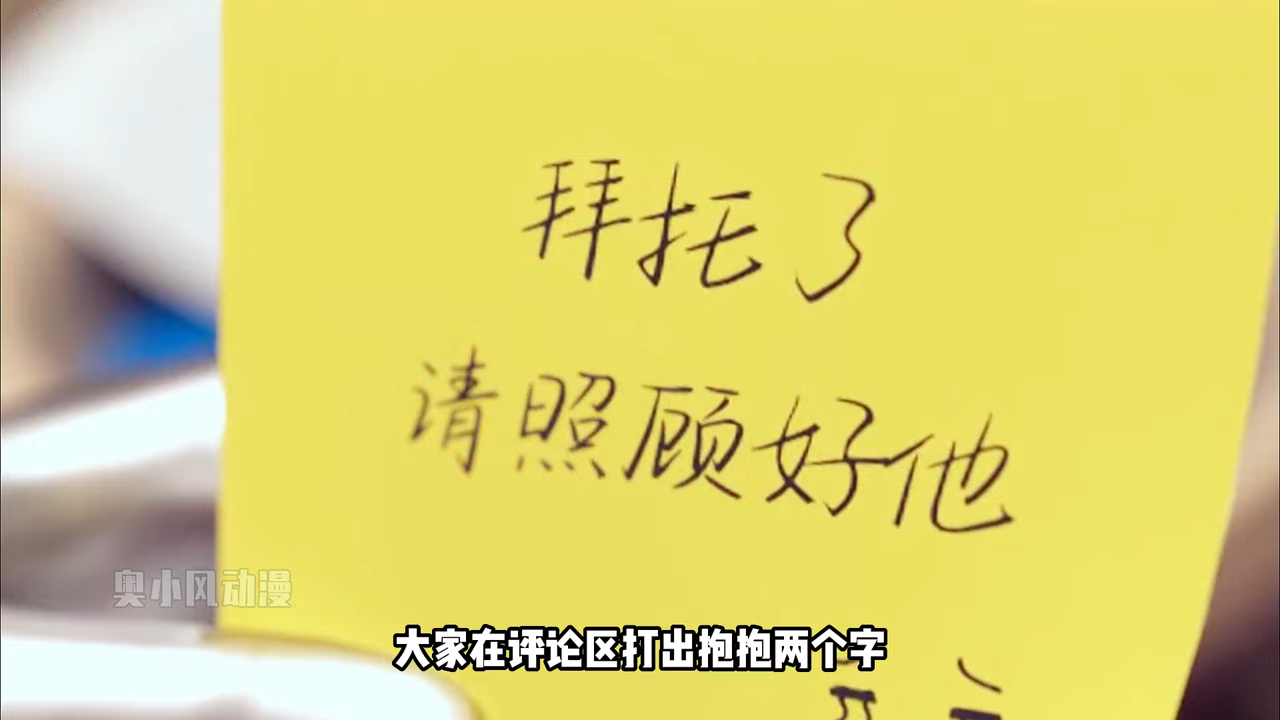 拜托了
请照顾好他
奥小风动漫
大家在评论区打出抱抱两个字